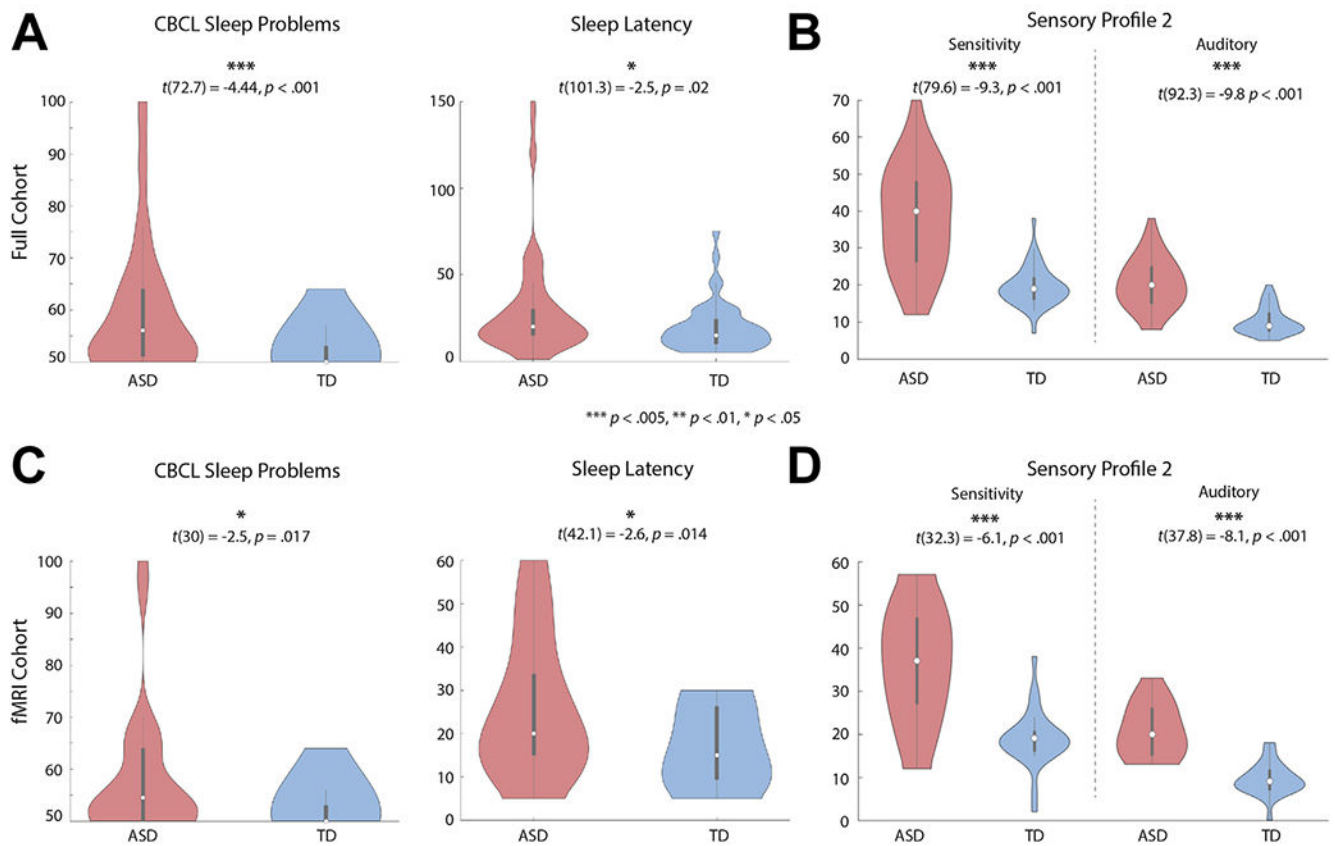 A
CBCL Sleep Problems
***
t(72.7) = -4.44, p < .001
Full Cohort
100
90
80
70
60
50
ASD
TD
Sleep Latency
*
t(101.3) = -2.5, p = .02
150
100
50
0
ASD
TD
B
Sensory Profile 2
Sensitivity
***
t(79.6) = -9.3, p < .001
Auditory
***
t(92.3) = -9.8 p < .001
70
60
50
40
30
20
10
0
ASD
TD
ASD
TD
*** p < .005, ** p < .01, * p < .05
C
CBCL Sleep Problems
*
t(30) = -2.5, p = .017
fMRI Cohort
100
90
80
70
60
50
ASD
TD
Sleep Latency
*
t(42.1) = -2.6, p = .014
60
50
40
30
20
10
0
ASD
TD
D
Sensory Profile 2
Sensitivity
***
t(32.3) = -6.1, p < .001
Auditory
***
t(37.8) = -8.1, p < .001
60
50
40
30
20
10
0
ASD
TD
ASD
TD